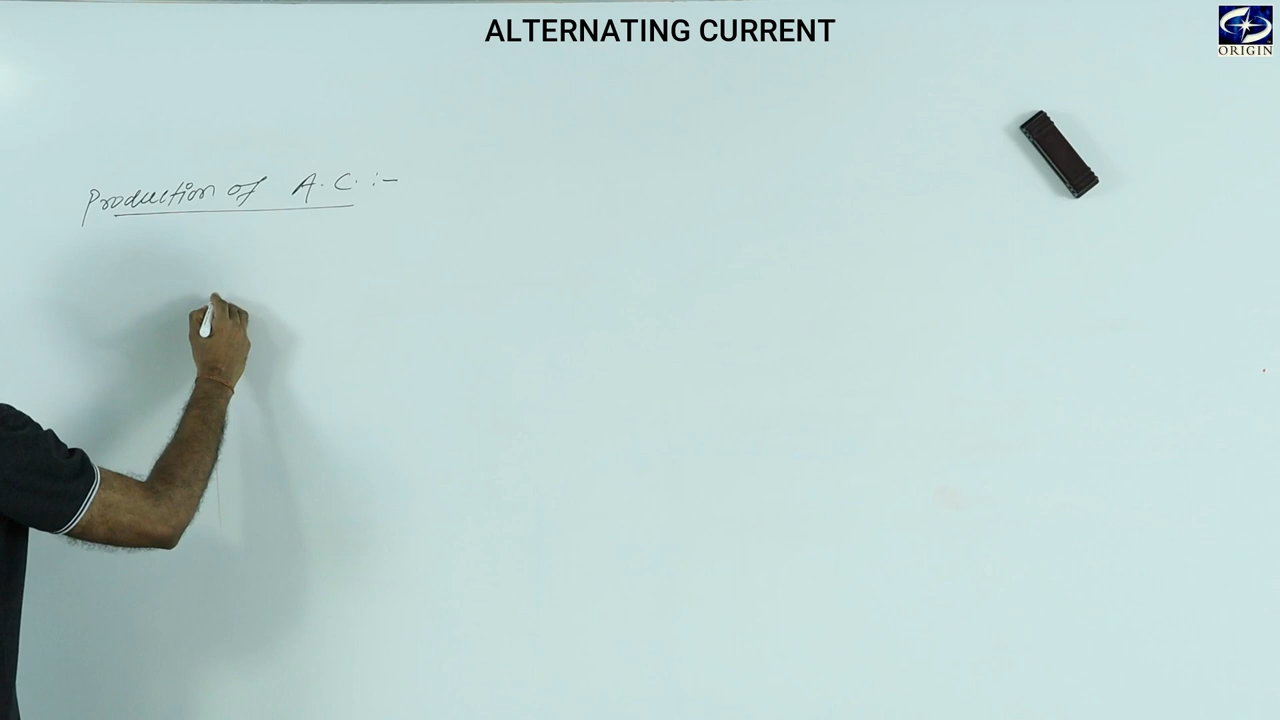 ALTERNATING CURRENT
ORIGIN
Production of A.C. :-